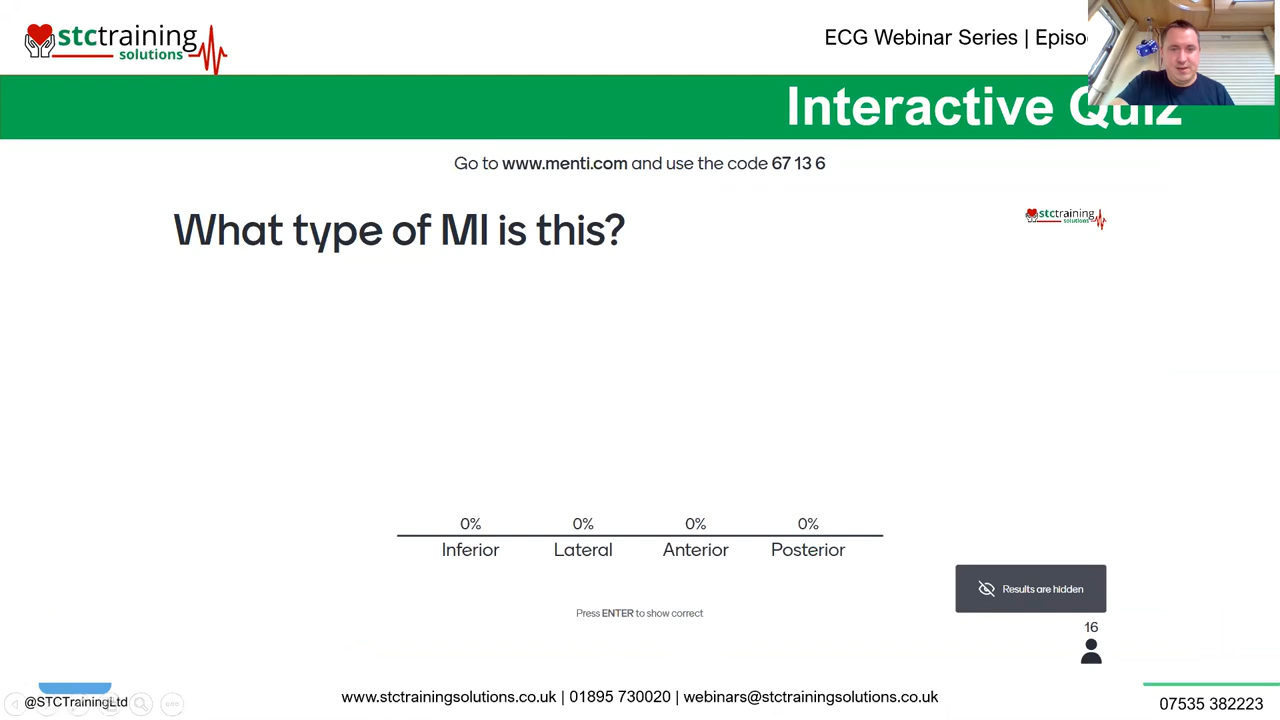 stctraining
solutions
ECG Webinar Series | Episo
Interactive Quiz
Go to www.menti.com and use the code 67 13 6
What type of MI is this?
stctraining
solutions
0% 0% 0% 0%
Inferior Lateral Anterior Posterior
Results are hidden
Press ENTER to show correct
16
@STCTrainingLtd
www.stctrainingsolutions.co.uk | 01895 730020 | webinars@stctrainingsolutions.co.uk
07535 382223